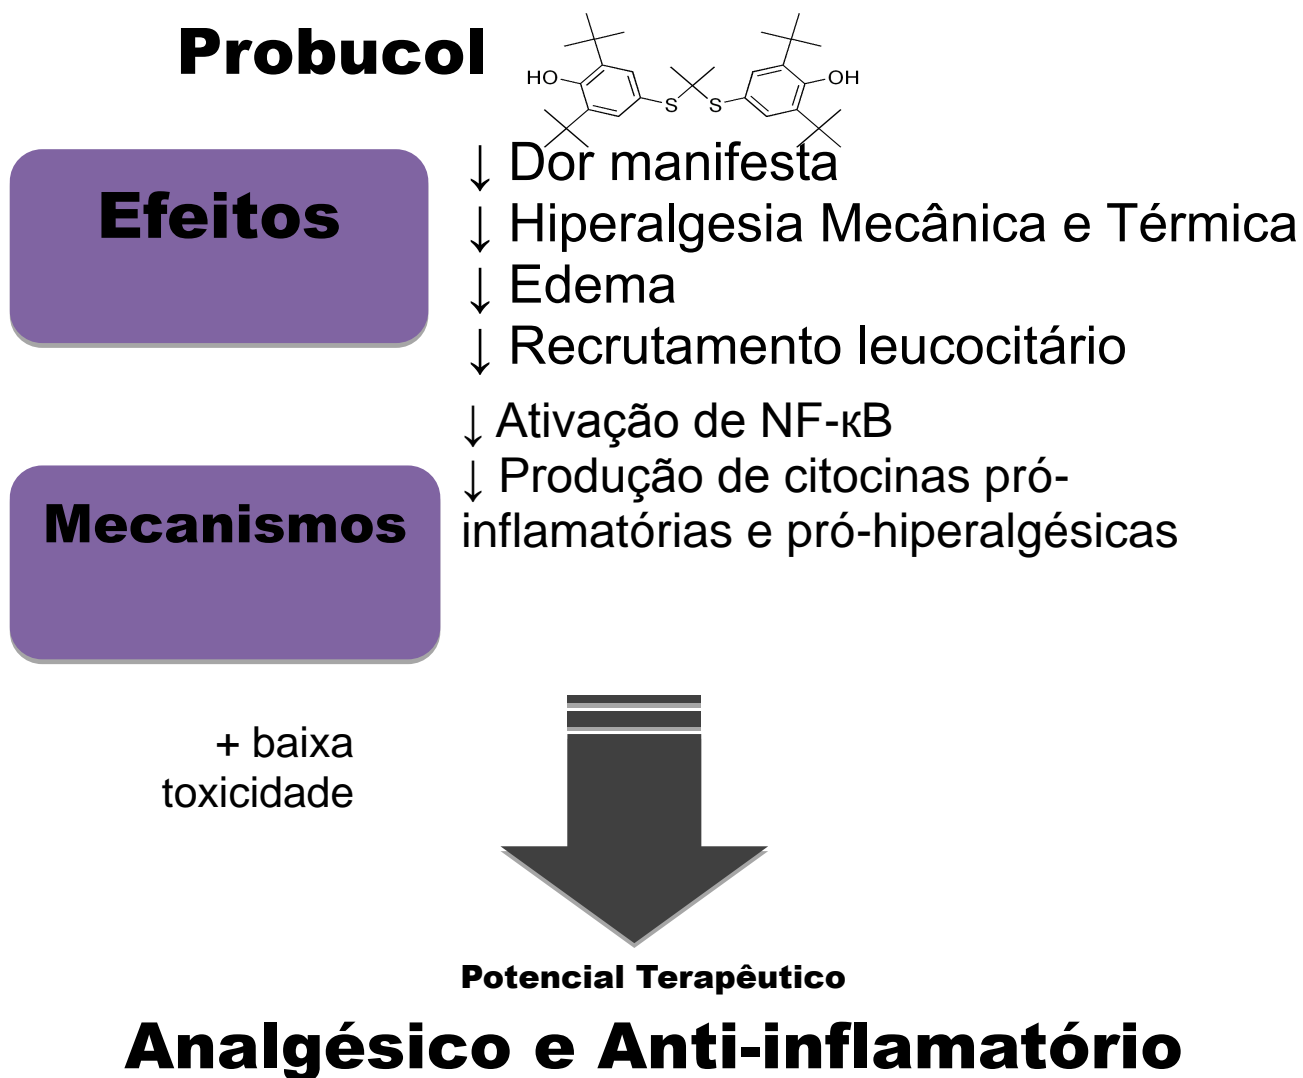 Probucol
HO
S
S
OH
Efeitos
↓ Dor manifesta
↓ Hiperalgesia Mecânica e Térmica
↓ Edema
↓ Recrutamento leucocitário
Mecanismos
↓ Ativação de NF-κB
↓ Produção de citocinas pró-
inflamatórias e pró-hiperalgésicas
+ baixa
toxicidade
Potencial Terapêutico
Analgésico e Anti-inflamatório